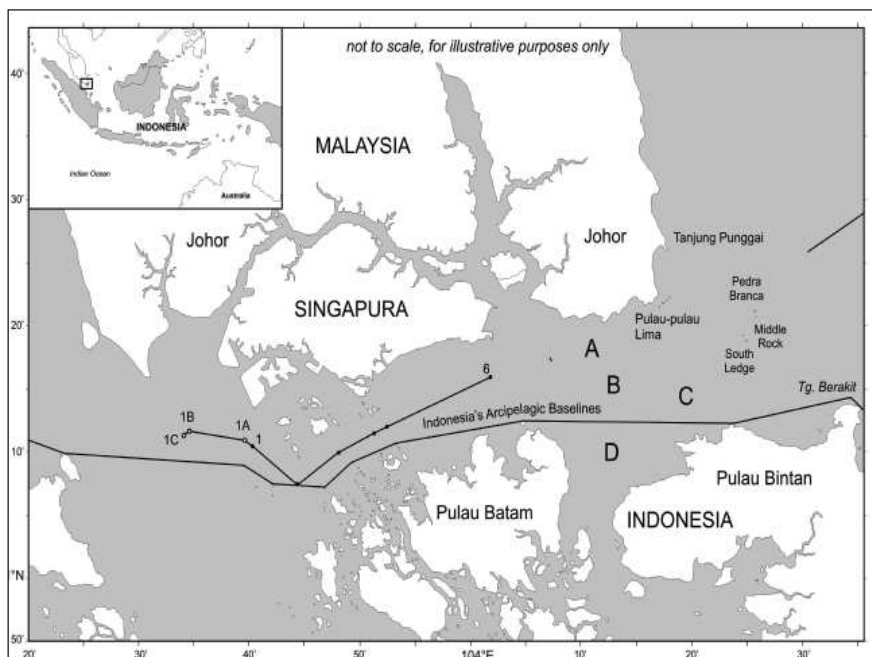 not to scale, for illustrative purposes only
INDONESIA
Indian Ocean
Australia
MALAYSIA
Johor
Johor
SINGAPURA
Tanjung Punggai
Pedra
Branca
Pulau-pulau
Lima
Middle
Rock
South
Ledge
A
B
C
D
6
Tg. Berakit
Indonesia's Arcipelagic Baselines
1B
1C
1A
1
Pulau Batam
Pulau Bintan
INDONESIA
40'
30'
20'
10'
°N
50'
20'
30'
40'
50'
104°E
10'
20'
30'